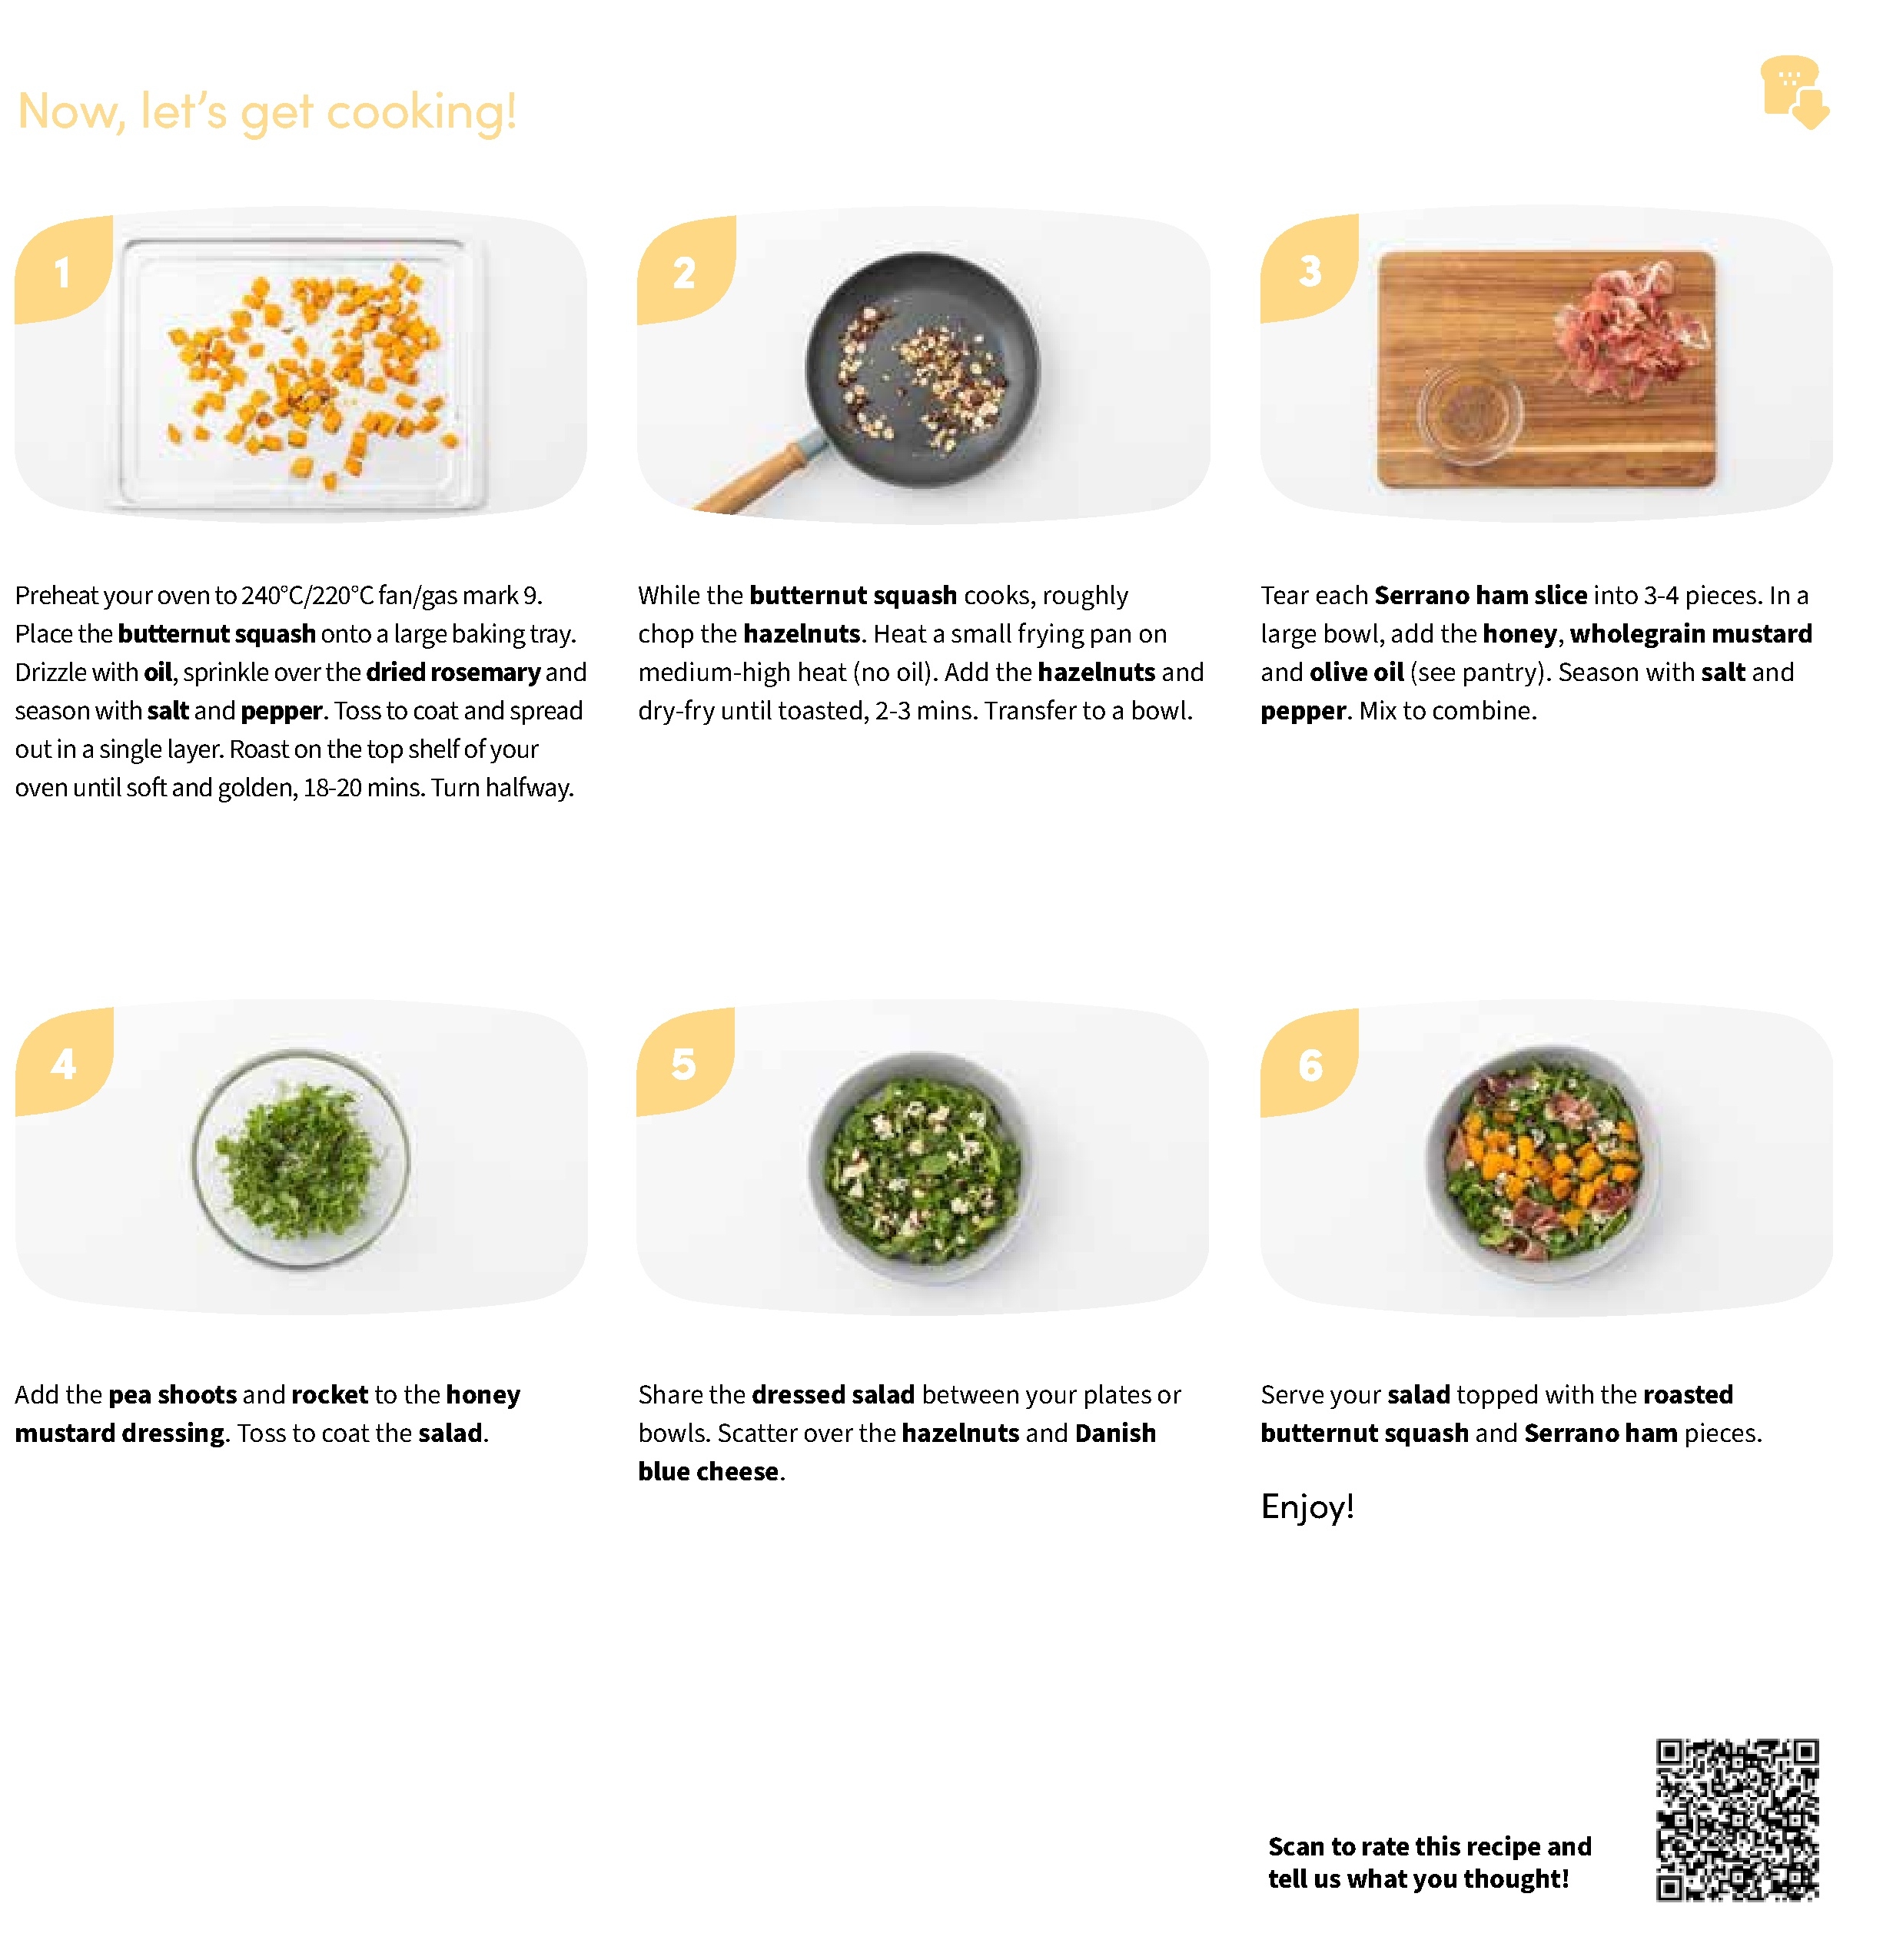 Now, let's get cooking!
1
Preheat your oven to 240°C/220°C fan/gas mark 9.
Place the butternut squash onto a large baking tray.
Drizzle with oil, sprinkle over the dried rosemary and
season with salt and pepper. Toss to coat and spread
out in a single layer. Roast on the top shelf of your
oven until soft and golden, 18-20 mins. Turn halfway.
2
While the butternut squash cooks, roughly
chop the hazelnuts. Heat a small frying pan on
medium-high heat (no oil). Add the hazelnuts and
dry-fry until toasted, 2-3 mins. Transfer to a bowl.
3
Tear each Serrano ham slice into 3-4 pieces. In a
large bowl, add the honey, wholegrain mustard
and olive oil (see pantry). Season with salt and
pepper. Mix to combine.
4
Add the pea shoots and rocket to the honey
mustard dressing. Toss to coat the salad.
5
Share the dressed salad between your plates or
bowls. Scatter over the hazelnuts and Danish
blue cheese.
6
Serve your salad topped with the roasted
butternut squash and Serrano ham pieces.
Enjoy!
Scan to rate this recipe and
tell us what you thought!